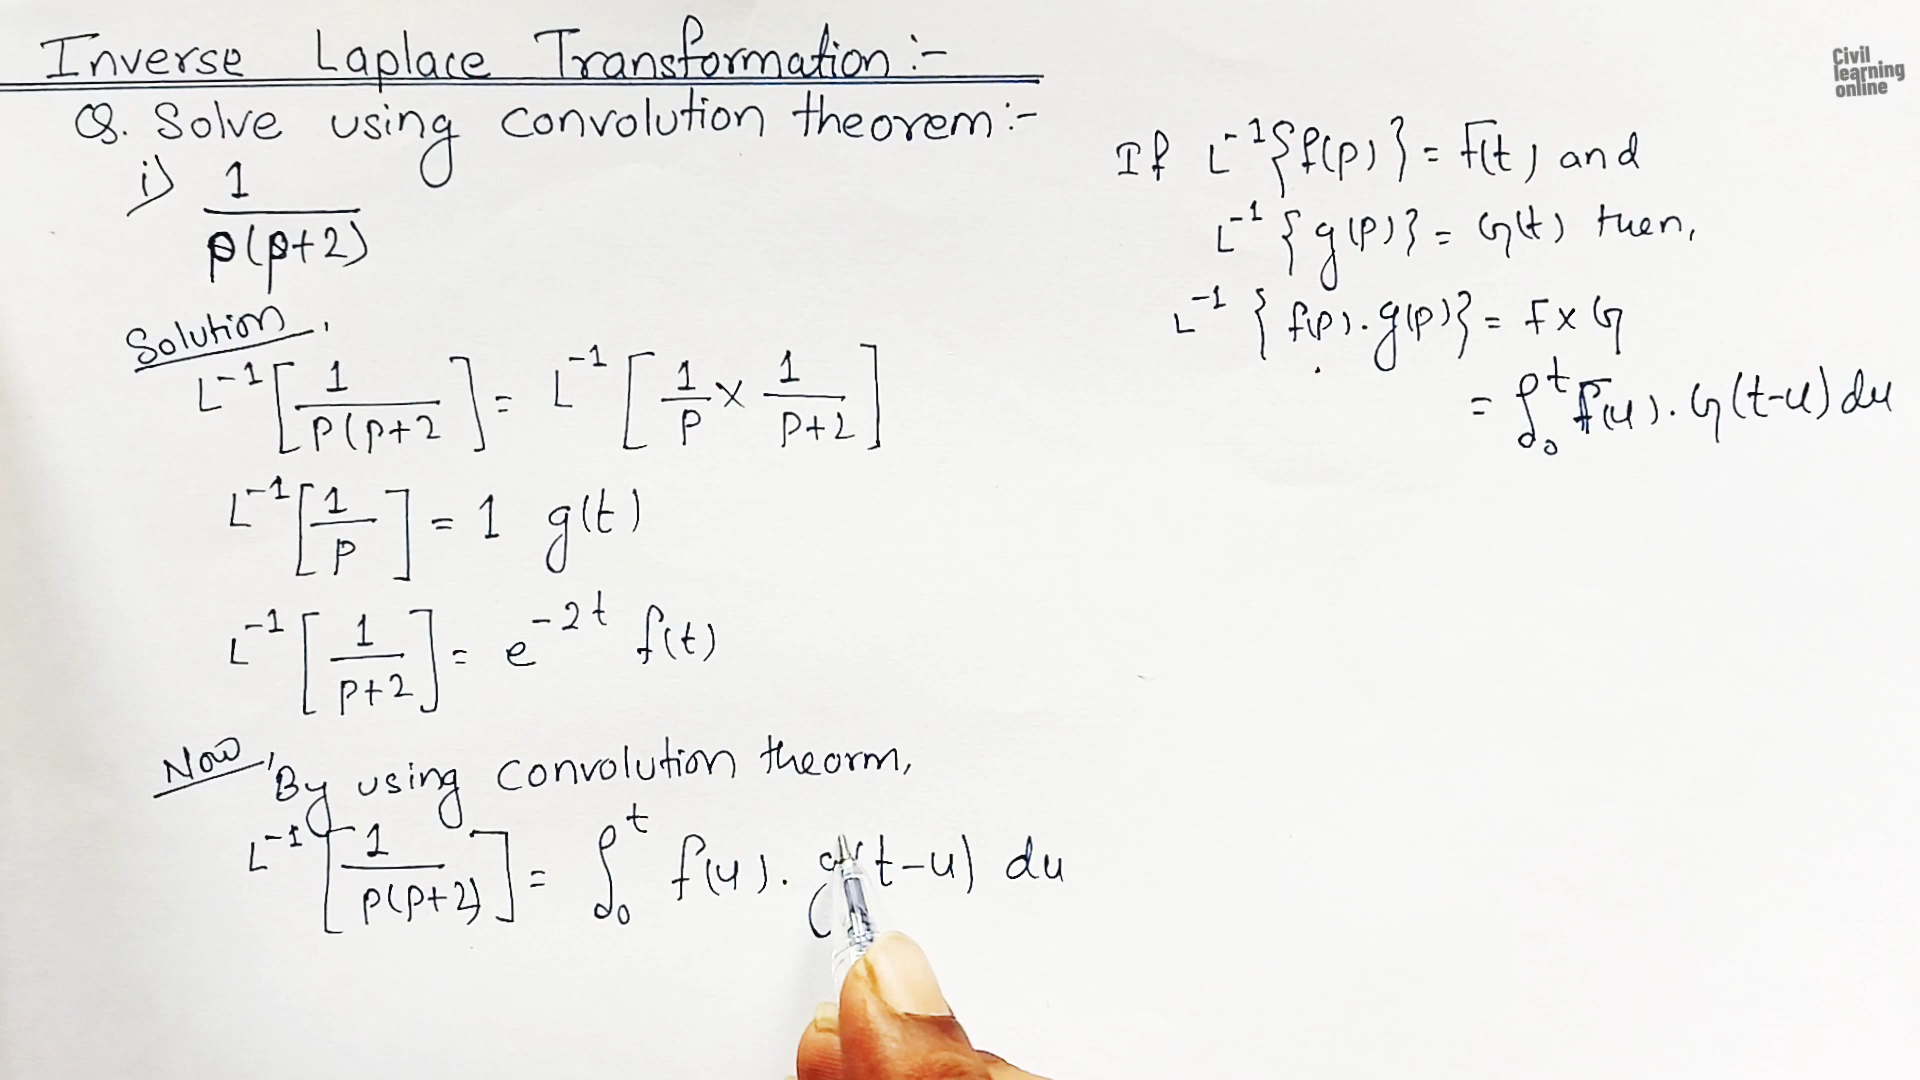 Inverse Laplace Transformation :-
Q. Solve using convolution theorem :-
i) 1 / p(p+2)
Solution,
L⁻¹[1 / P(P+2] = L⁻¹[1/P × 1/P+2]
L⁻¹[1/P] = 1 g(t)
L⁻¹[1/P+2] = e⁻²ᵗ f(t)
Now, By using convolution theorm,
L⁻¹[1 / P(P+2)] = ∫₀ᵗ f(u). g(t-u) du
If L⁻¹{f(p)} = F(t) and
L⁻¹{g(p)} = G(t) then,
L⁻¹{f(p).g(p)} = F×G
= ∫₀ᵗ F(u). G(t-u) du
Civil
learning
online